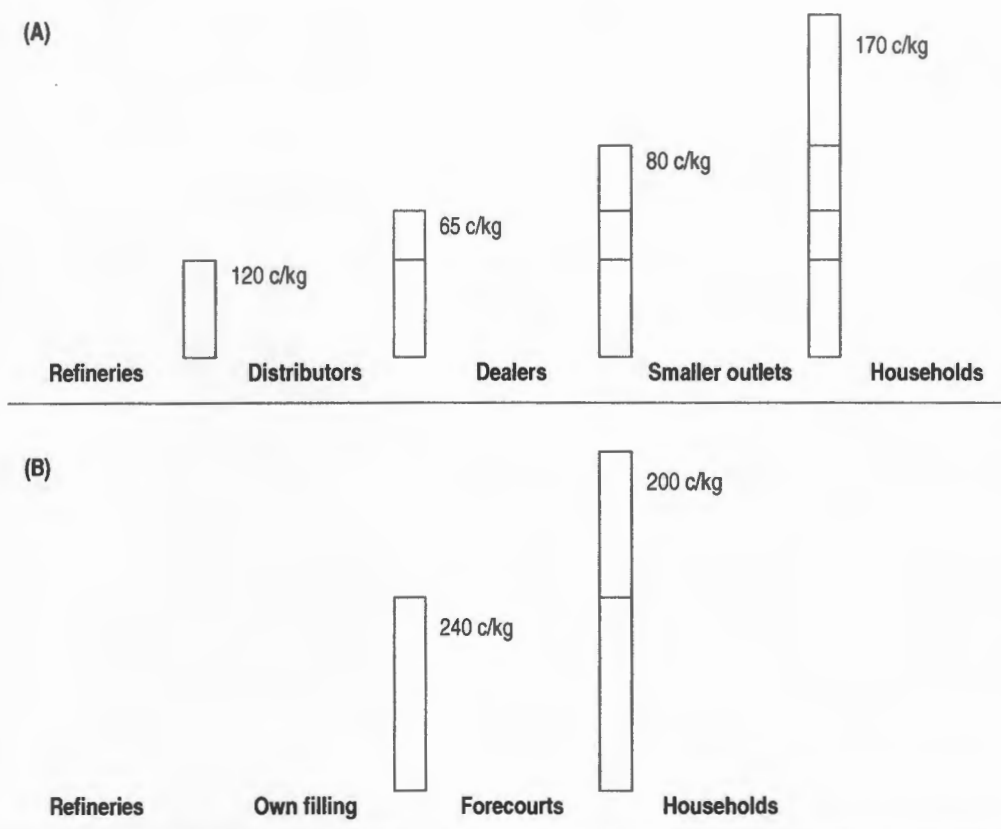 (A)
170 c/kg
80 c/kg
65 c/kg
120 c/kg
Refineries Distributors Dealers Smaller outlets Households
(B)
200 c/kg
240 c/kg
Refineries Own filling Forecourts Households